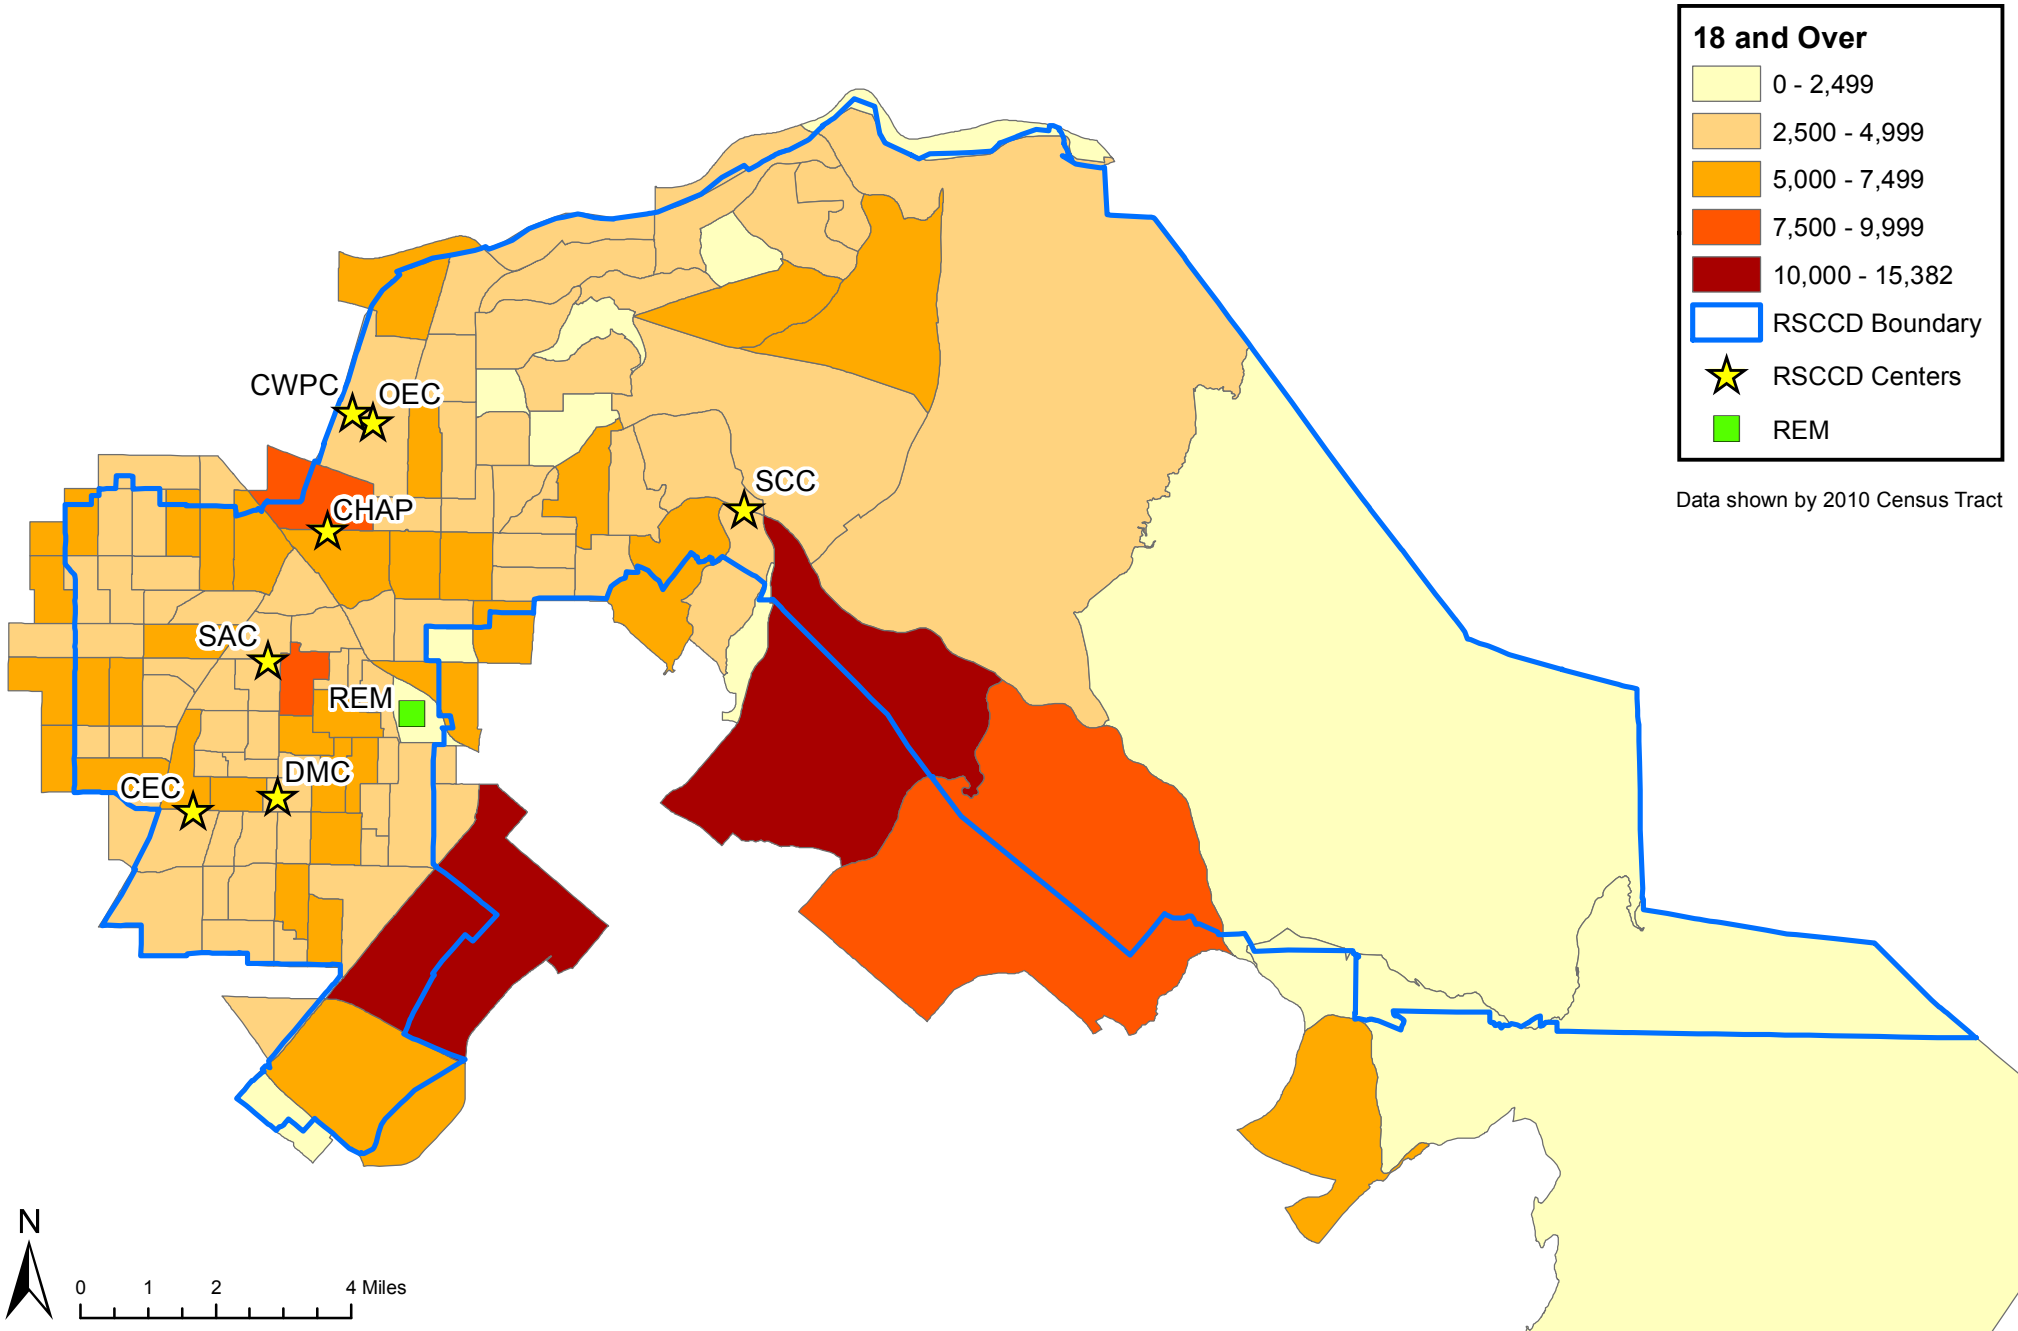 18 and Over
0 - 2,499
2,500 - 4,999
5,000 - 7,499
7,500 - 9,999
10,000 - 15,382
RSCCD Boundary
RSCCD Centers
REM
Data shown by 2010 Census Tract
CWPC
OEC
SCC
CHAP
SAC
REM
DMC
CEC
N
0 1 2 4 Miles